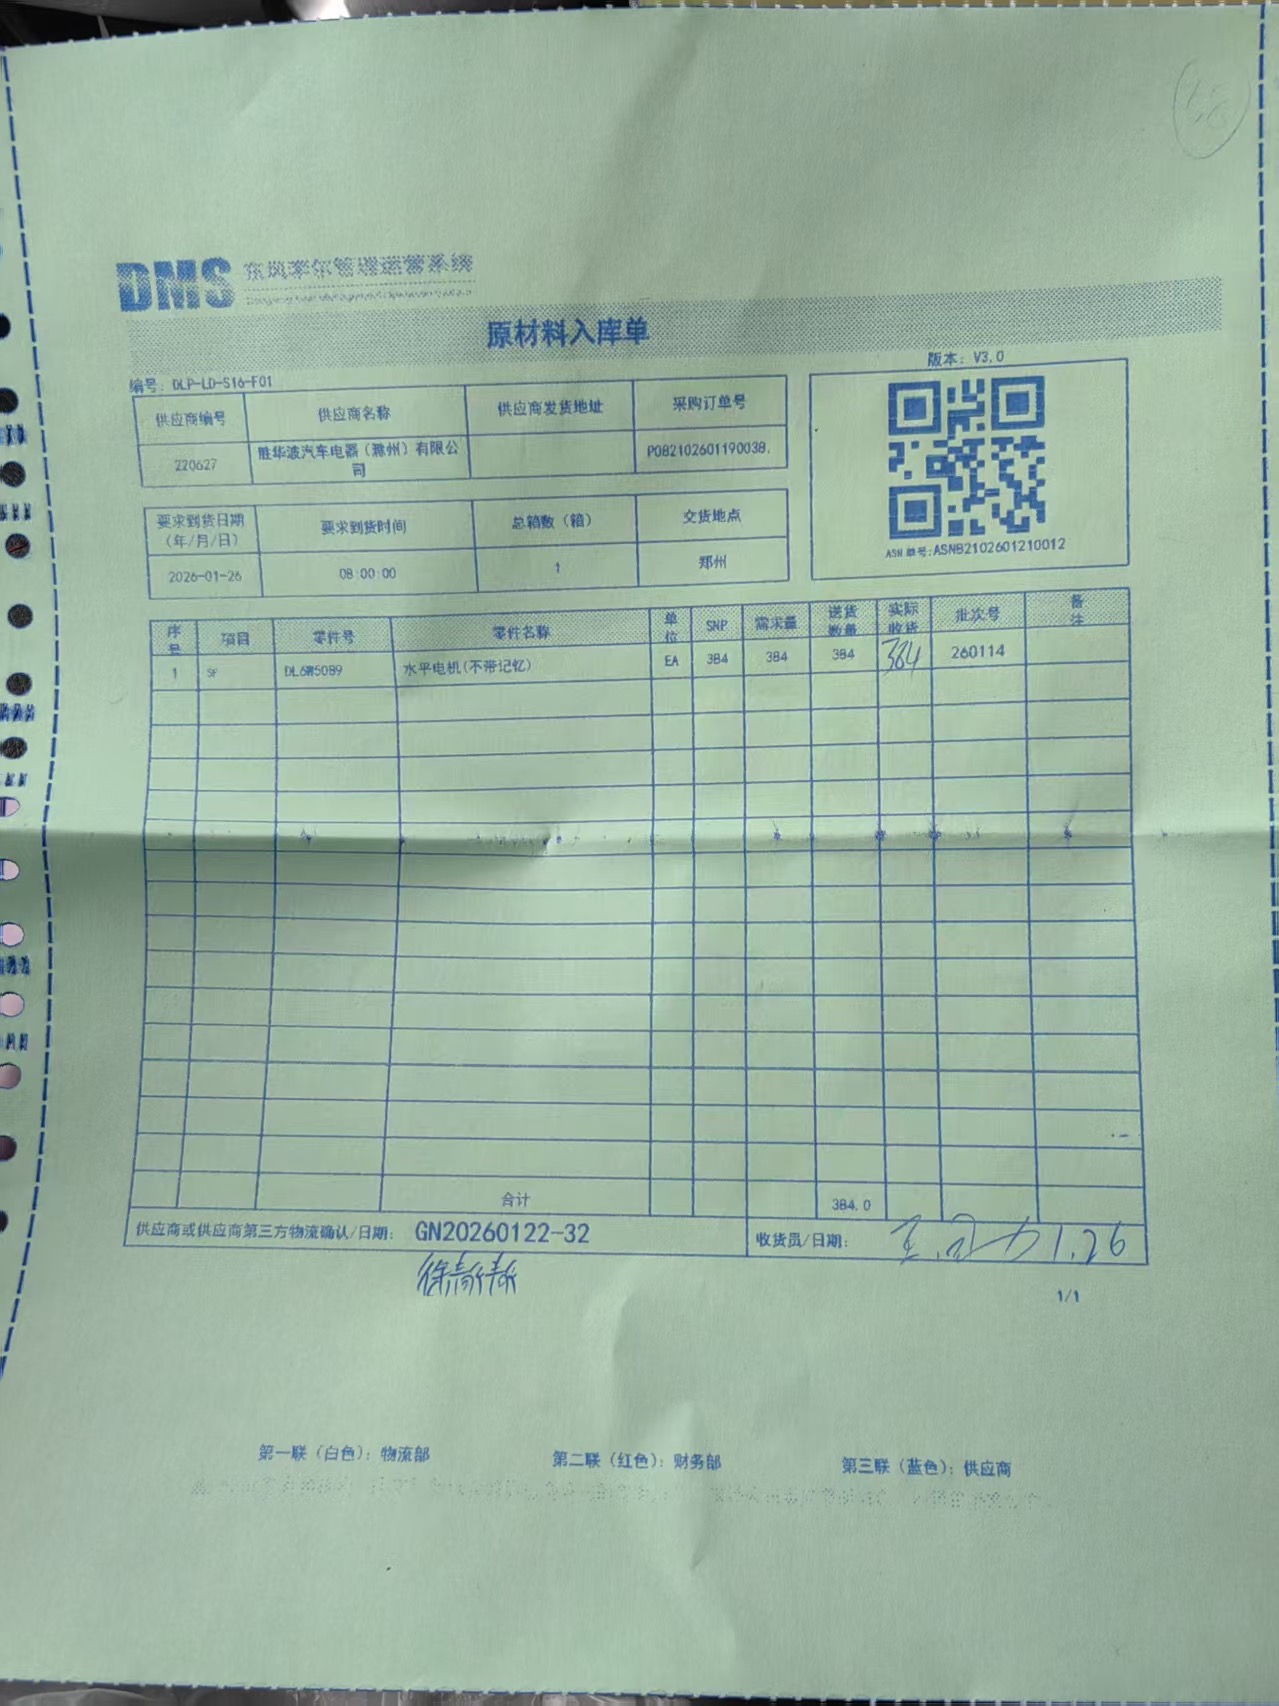 DMS 东风李尔管理运营系统
原材料入库单
编号：DLP-LD-S16-F01
版本：V3.0
供应商编号 供应商名称 供应商发货地址 采购订单号
220627 胜华波汽车电器（滁州）有限公司 PO82102601190038.
要求到货日期（年/月/日） 要求到货时间 总箱数（箱） 交货地点
2026-01-26 08:00:00 1 郑州
ASN 单号:ASNB2102601210012
序号 项目 零件号 零件名称 单位 SNP 需求量 送货数量 实际收货 批次号 备注
1 SF DL6W5089 水平电机(不带记忆) EA 384 384 384 384 260114
合计 384.0
供应商或供应商第三方物流确认/日期： GN20260122-32 收货员/日期： 1.26
1/1
第一联（白色）：物流部 第二联（红色）：财务部 第三联（蓝色）：供应商